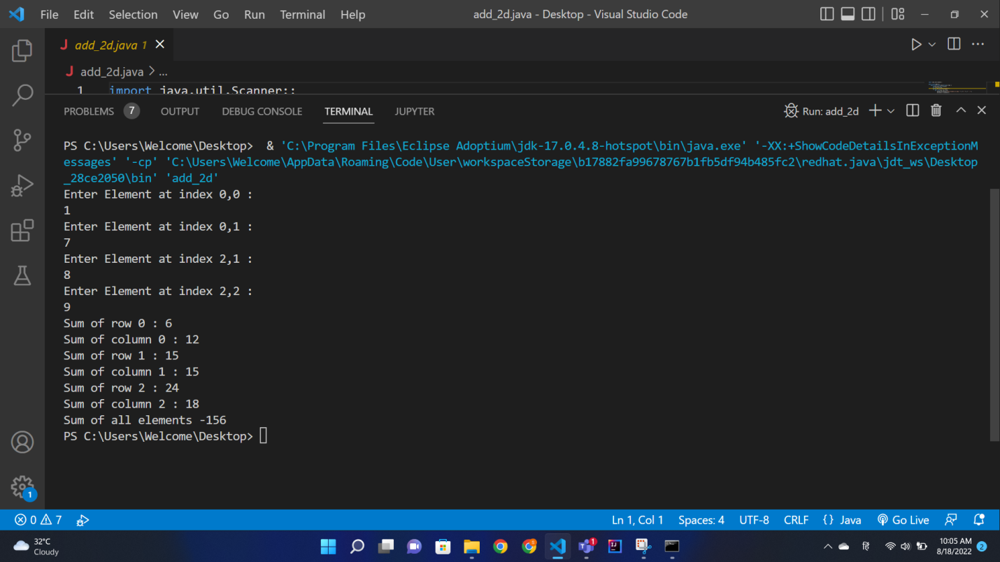 File Edit Selection View Go Run Terminal Help add_2d.java - Desktop - Visual Studio Code
add_2d.java 1
add_2d.java > ...
1 import java.util.Scanner;;
PROBLEMS 7 OUTPUT DEBUG CONSOLE TERMINAL JUPYTER Run: add_2d
PS C:\Users\Welcome\Desktop> & 'C:\Program Files\Eclipse Adoptium\jdk-17.0.4.8-hotspot\bin\java.exe' '-XX:+ShowCodeDetailsInExceptionM
essages' '-cp' 'C:\Users\Welcome\AppData\Roaming\Code\User\workspaceStorage\b17882fa99678767b1fb5df94b485fc2\redhat.java\jdt_ws\Desktop
_28ce2050\bin' 'add_2d'
Enter Element at index 0,0 :
1
Enter Element at index 0,1 :
7
Enter Element at index 2,1 :
8
Enter Element at index 2,2 :
9
Sum of row 0 : 6
Sum of column 0 : 12
Sum of row 1 : 15
Sum of column 1 : 15
Sum of row 2 : 24
Sum of column 2 : 18
Sum of all elements -156
PS C:\Users\Welcome\Desktop>
1
0 7 Ln 1, Col 1 Spaces: 4 UTF-8 CRLF {} Java Go Live
32°C
Cloudy
1
हि
10:05 AM
8/18/2022
2